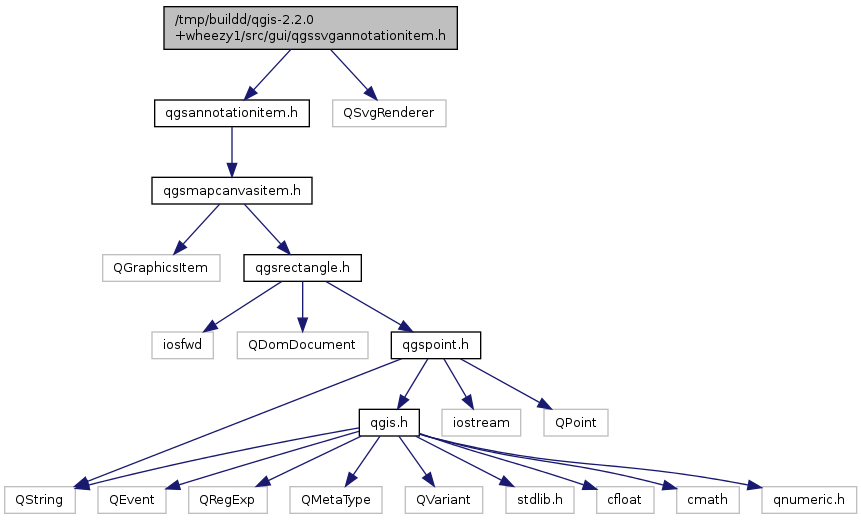 /tmp/buildd/qgis-2.2.0
+wheezy1/src/gui/qgssvgannotationitem.h
qgsannotationitem.h
QSvgRenderer
qgsmapcanvasitem.h
QGraphicsItem
qgsrectangle.h
iosfwd
QDomDocument
qgspoint.h
qgis.h
iostream
QPoint
QString
QEvent
QRegExp
QMetaType
QVariant
stdlib.h
cfloat
cmath
qnumeric.h